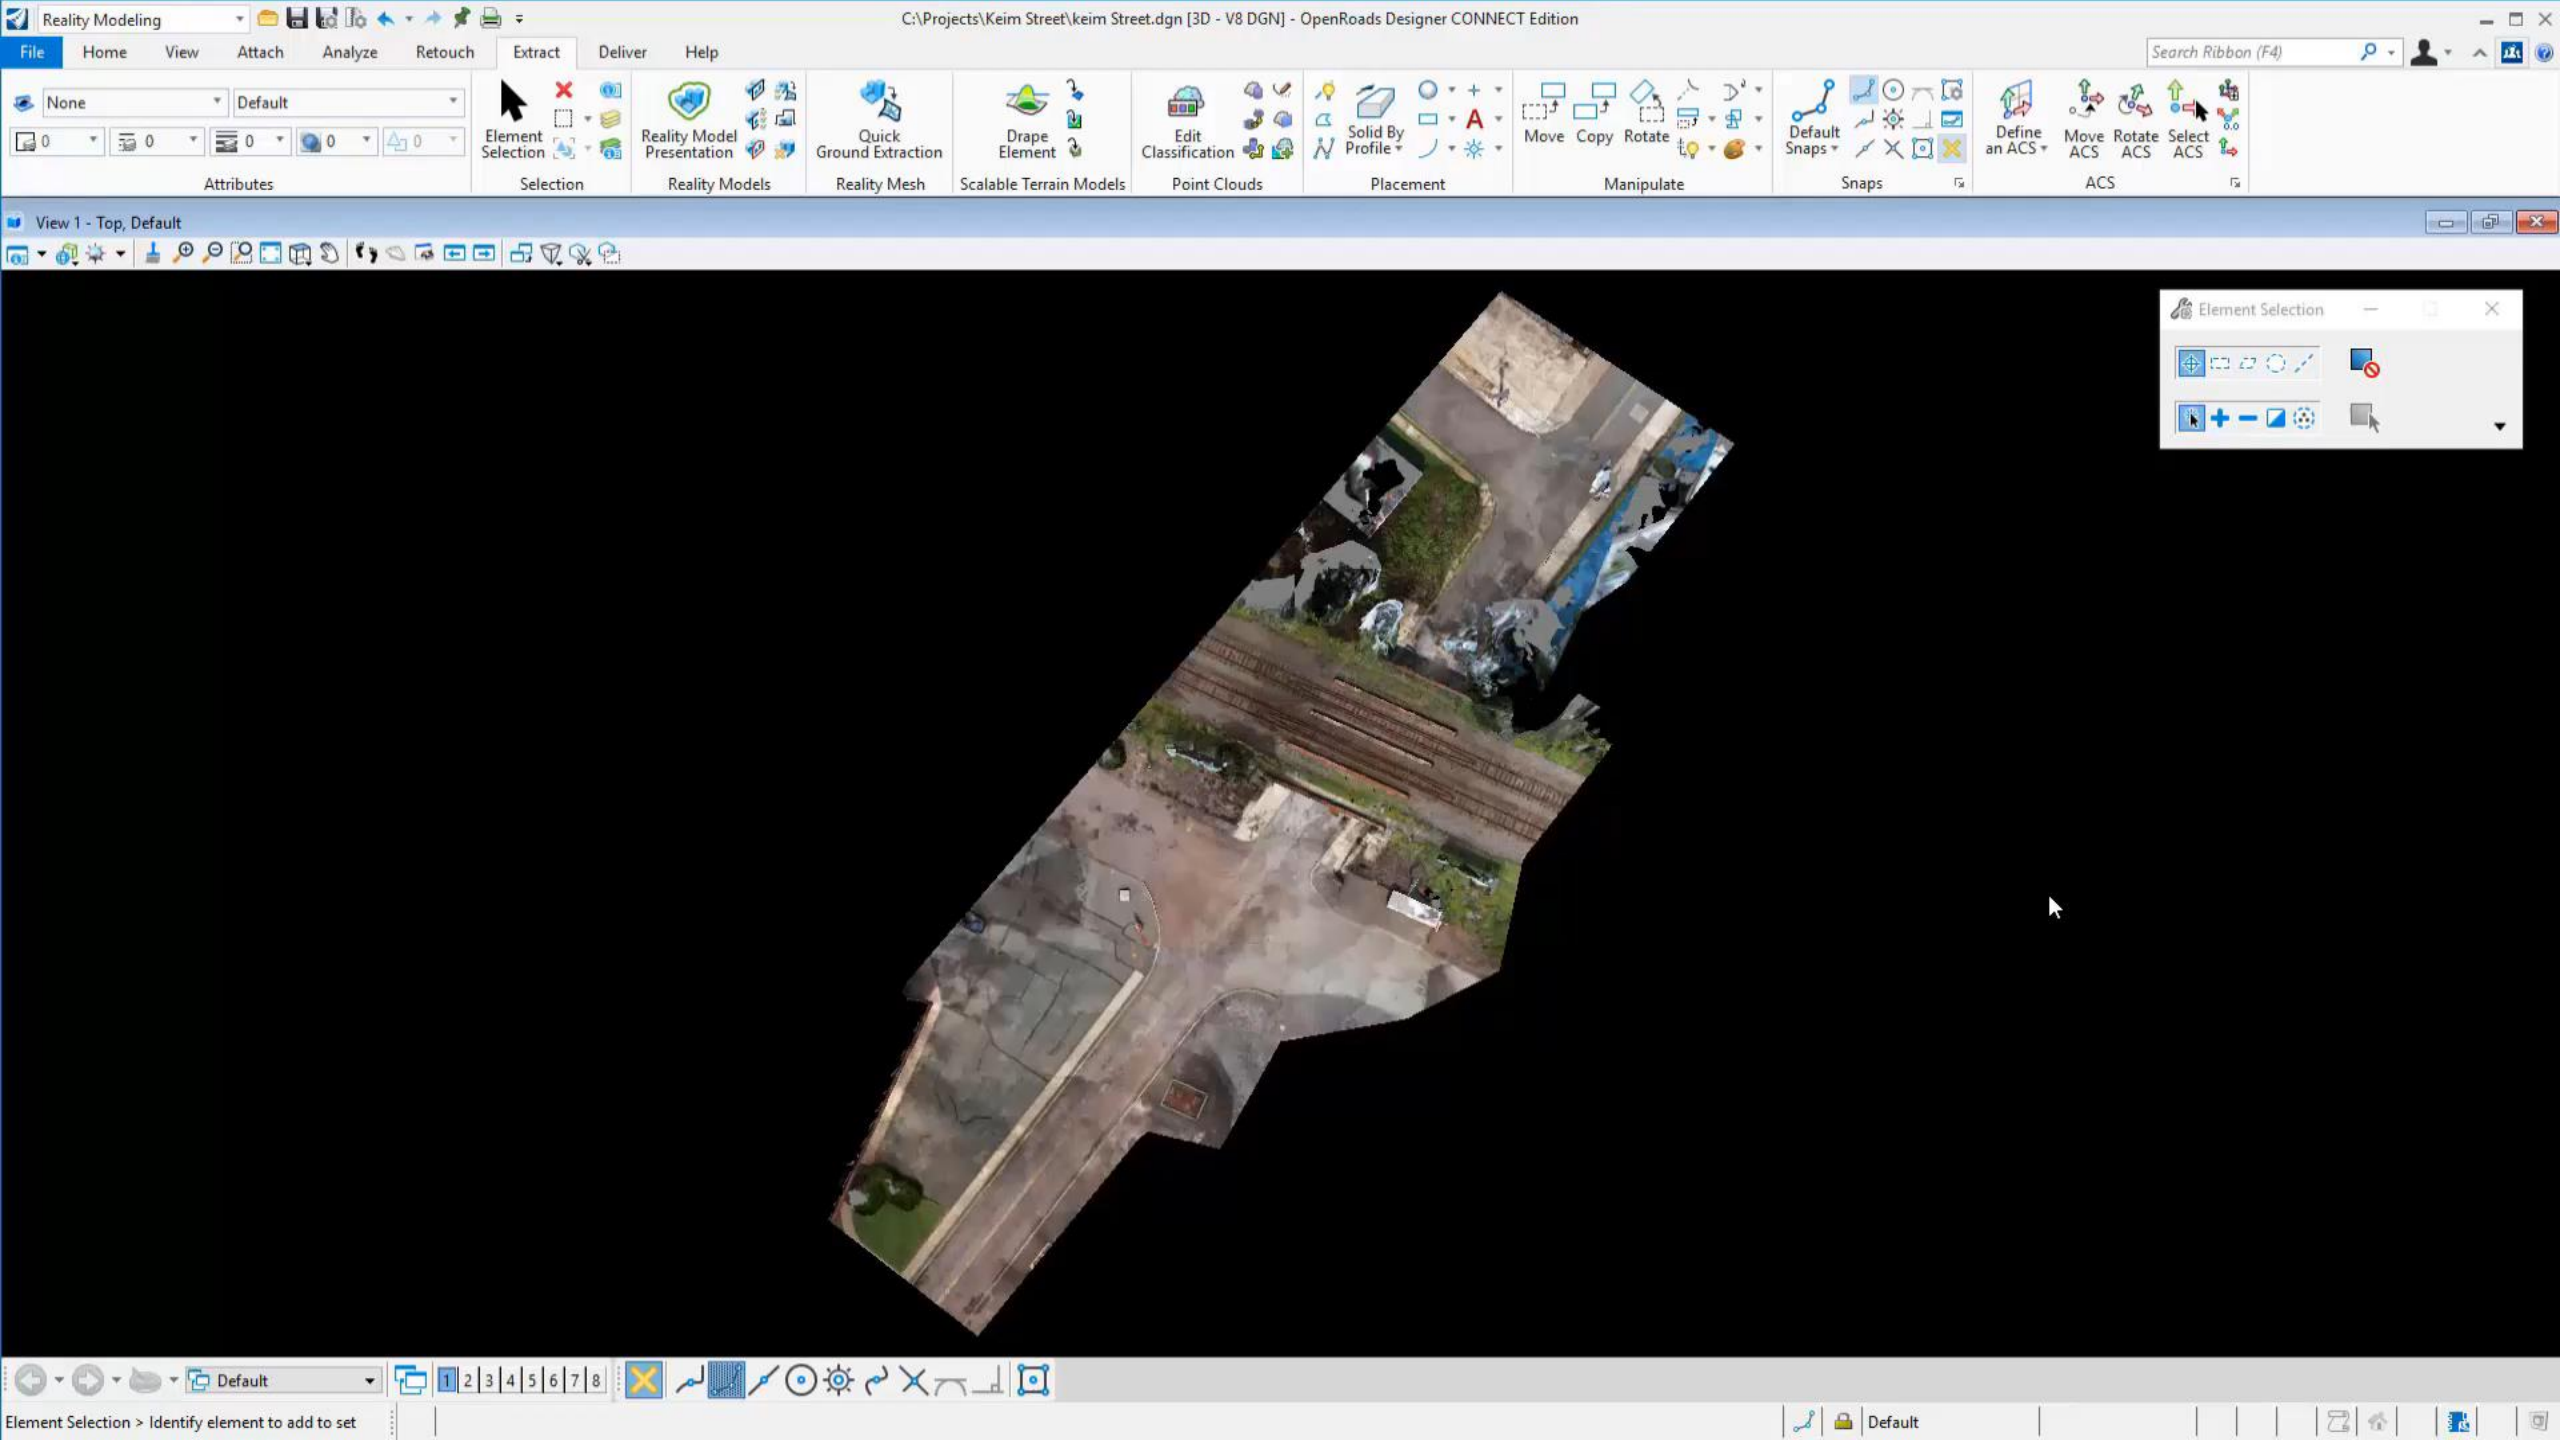 Reality Modeling
C:\Projects\Keim Street\keim Street.dgn [3D - V8 DGN] - OpenRoads Designer CONNECT Edition
File Home View Attach Analyze Retouch Extract Deliver Help
Search Ribbon (F4)
None Default
0 0 0 0 0
Attributes
Element Selection
Selection
Reality Model Presentation
Reality Models
Quick Ground Extraction
Reality Mesh
Drape Element
Scalable Terrain Models
Edit Classification
Point Clouds
Solid By Profile
Placement
Move Copy Rotate
Manipulate
Default Snaps
Snaps
Define an ACS
Move ACS
Rotate ACS
Select ACS
ACS
View 1 - Top, Default
Element Selection
Default
1 2 3 4 5 6 7 8
Element Selection > Identify element to add to set
Default